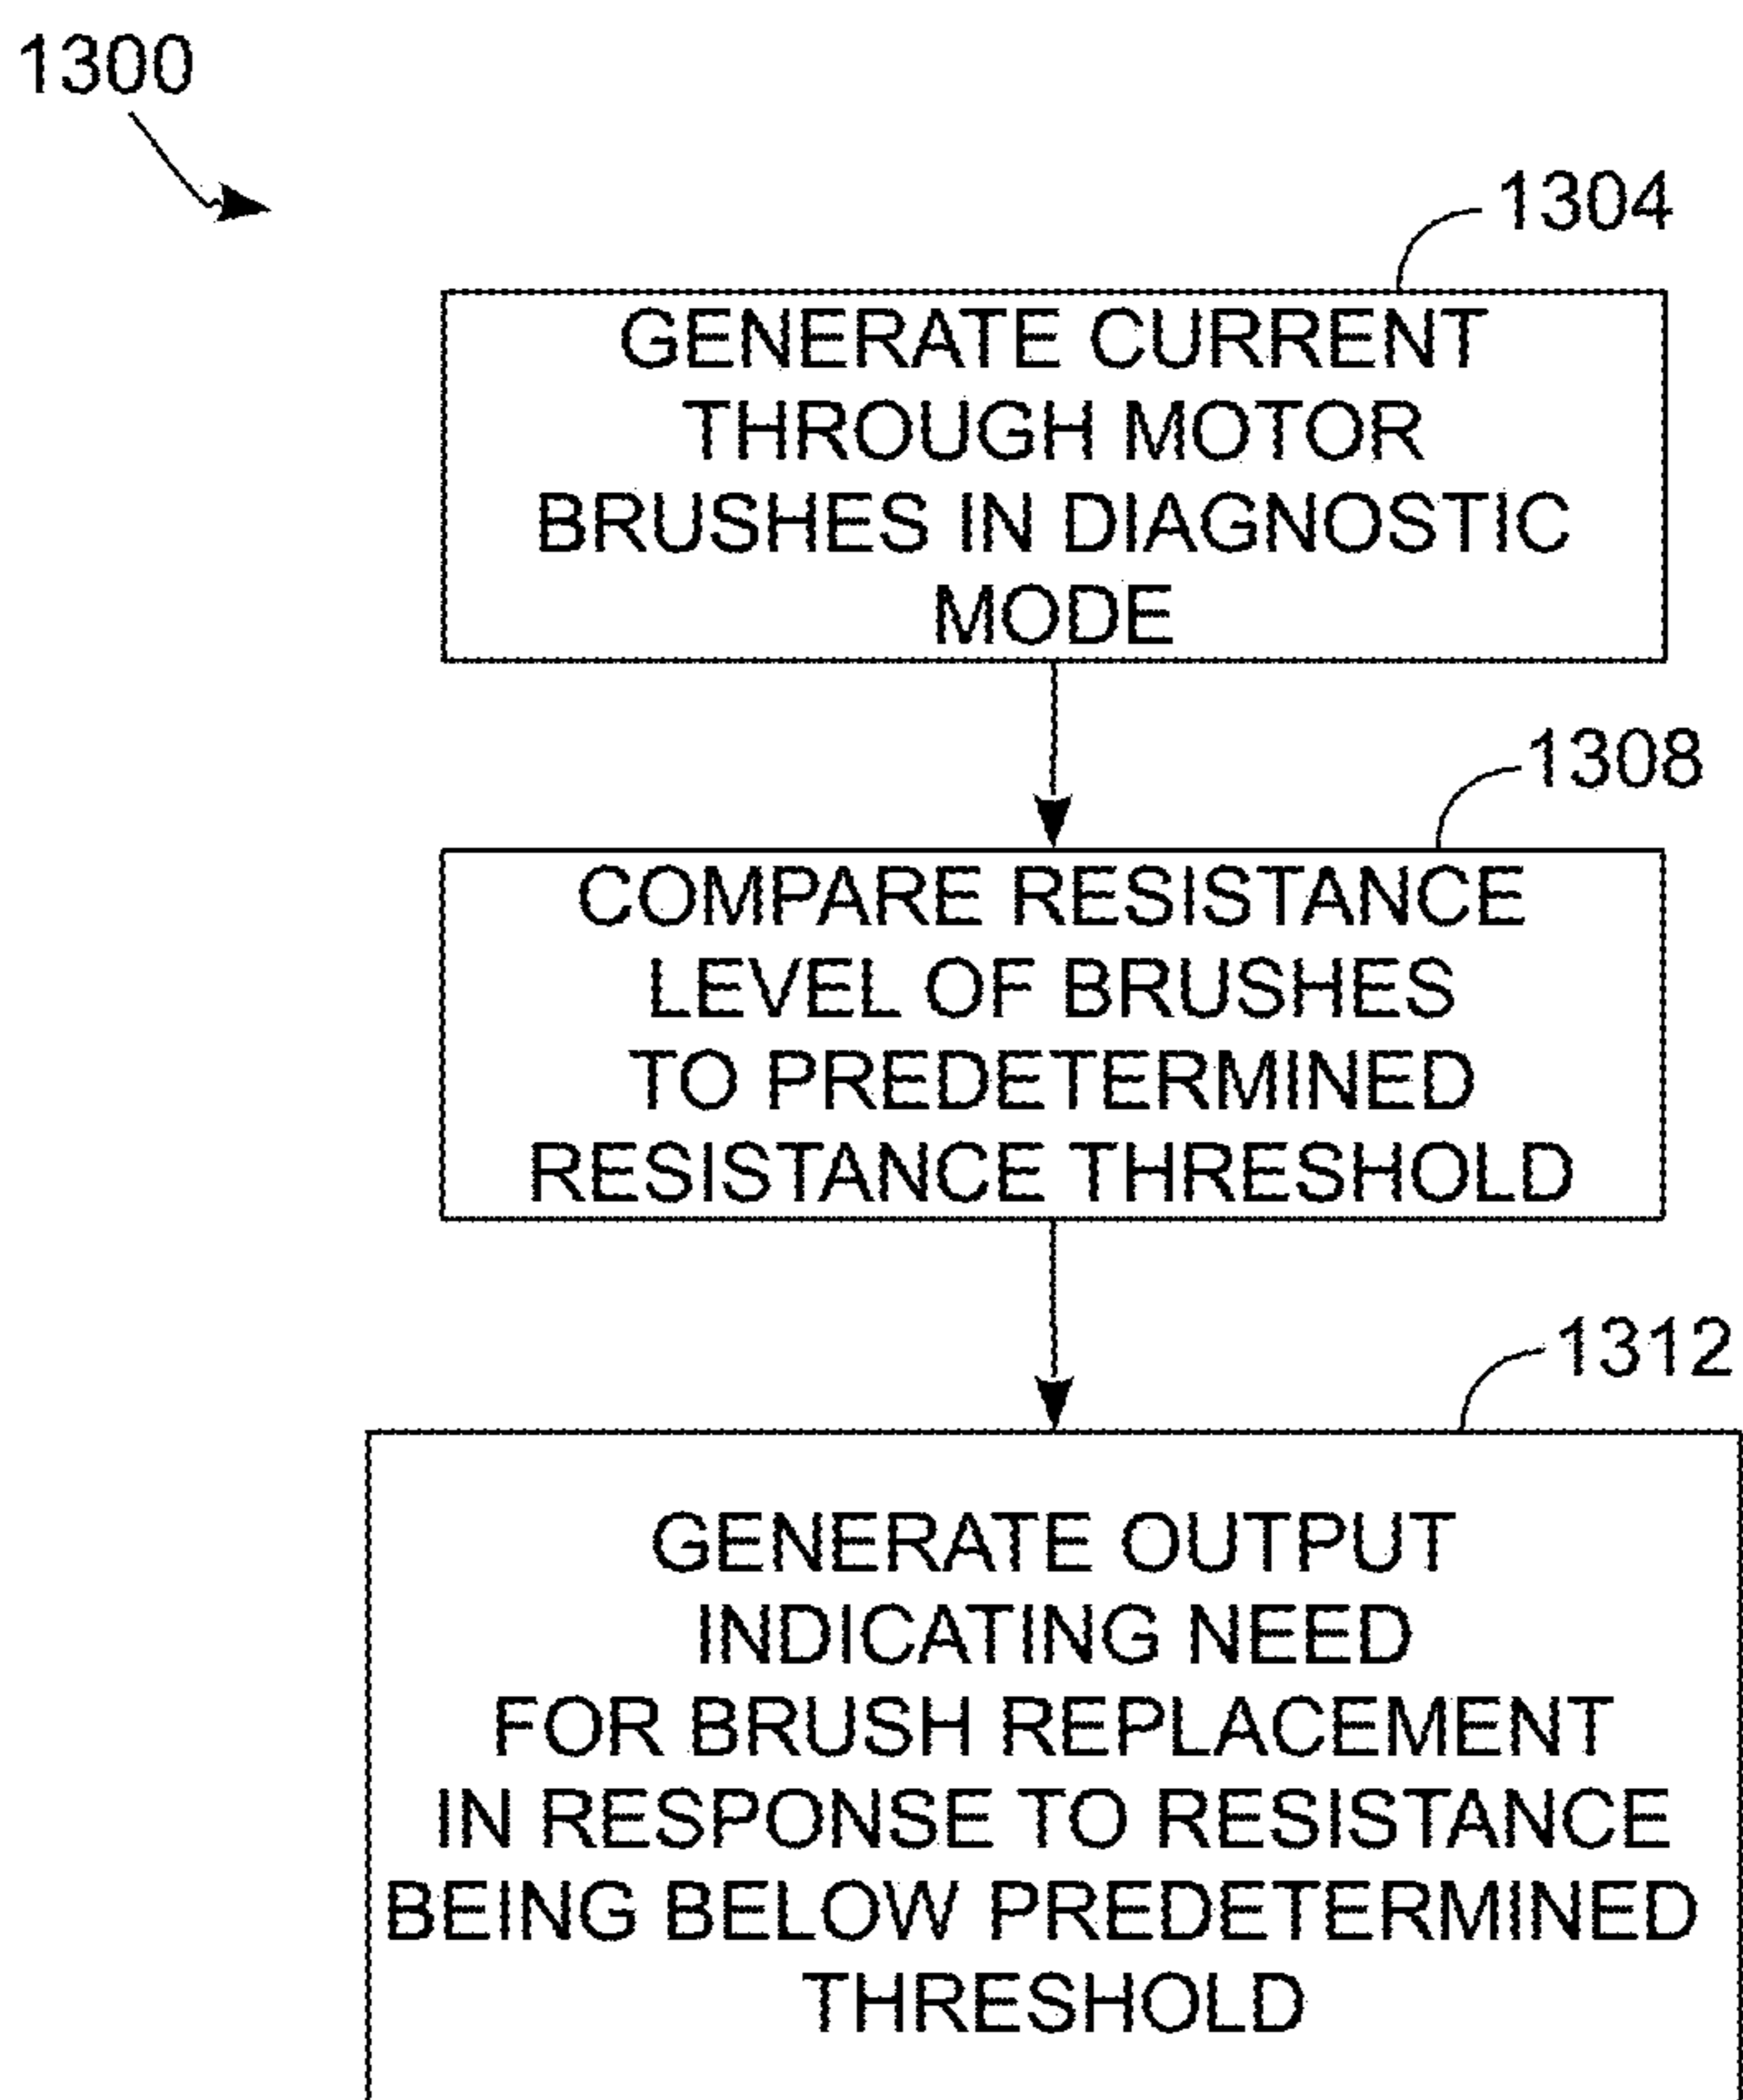 1300
1304
GENERATE CURRENT
THROUGH MOTOR
BRUSHES IN DIAGNOSTIC
MODE
1308
COMPARE RESISTANCE
LEVEL OF BRUSHES
TO PREDETERMINED
RESISTANCE THRESHOLD
1312
GENERATE OUTPUT
INDICATING NEED
FOR BRUSH REPLACEMENT
IN RESPONSE TO RESISTANCE
BEING BELOW PREDETERMINED
THRESHOLD